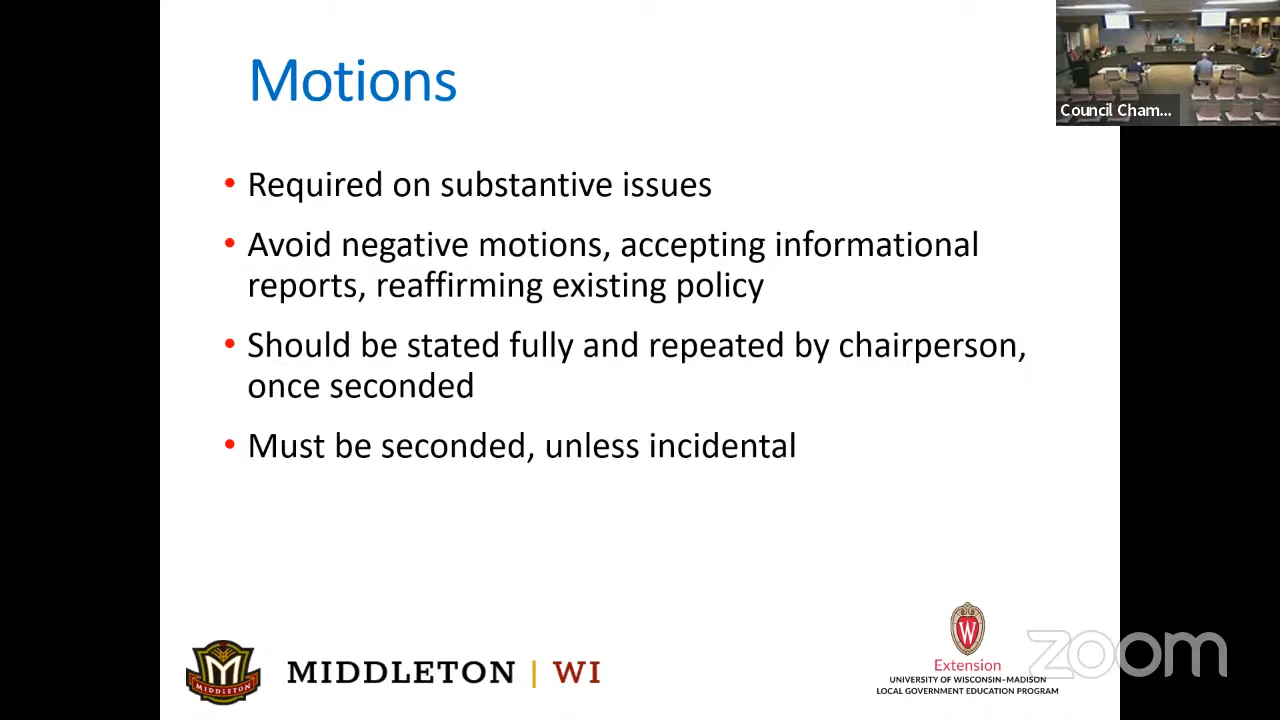 Motions
Council Cham...
• Required on substantive issues
• Avoid negative motions, accepting informational
reports, reaffirming existing policy
• Should be stated fully and repeated by chairperson,
once seconded
• Must be seconded, unless incidental
M
MIDDLETON
MIDDLETON | WI
W
Extension
UNIVERSITY OF WISCONSIN–MADISON
LOCAL GOVERNMENT EDUCATION PROGRAM
zoom